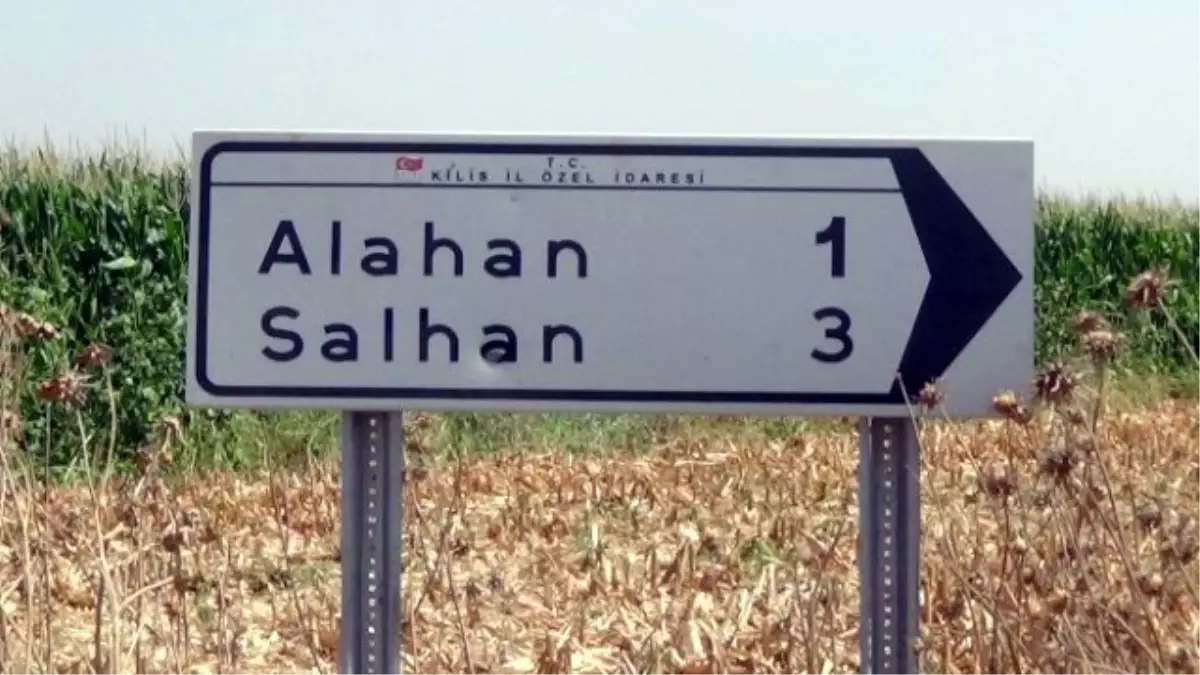 T.C.
KİLİS İL ÖZEL İDARESİ
Alahan 1
Salhan 3